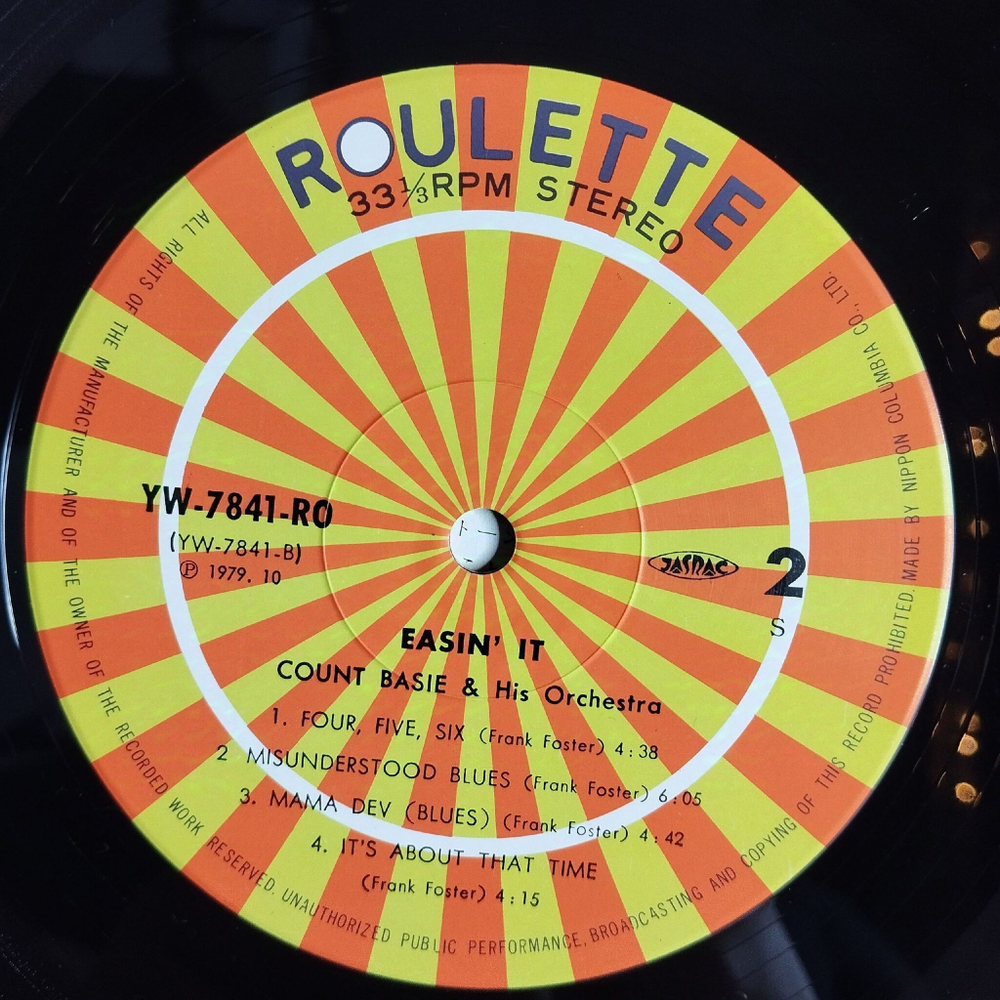 ROULETTE
33⅓RPM STEREO
YW-7841-RO
(YW-7841-B)
Ⓟ 1979. 10
JASRAC
2
S
EASIN' IT
COUNT BASIE & His Orchestra
1. FOUR, FIVE, SIX (Frank Foster) 4:38
2 MISUNDERSTOOD BLUES (Frank Foster) 6:05
3. MAMA DEV (BLUES) (Frank Foster) 4:42
4. IT'S ABOUT THAT TIME
(Frank Foster) 4:15
ALL RIGHTS OF THE MANUFACTURER AND OF THE OWNER OF THE RECORDED WORK RESERVED. UNAUTHORIZED PUBLIC PERFORMANCE, BROADCASTING AND COPYING OF THIS RECORD PROHIBITED. MADE BY NIPPON COLUMBIA CO., LTD.